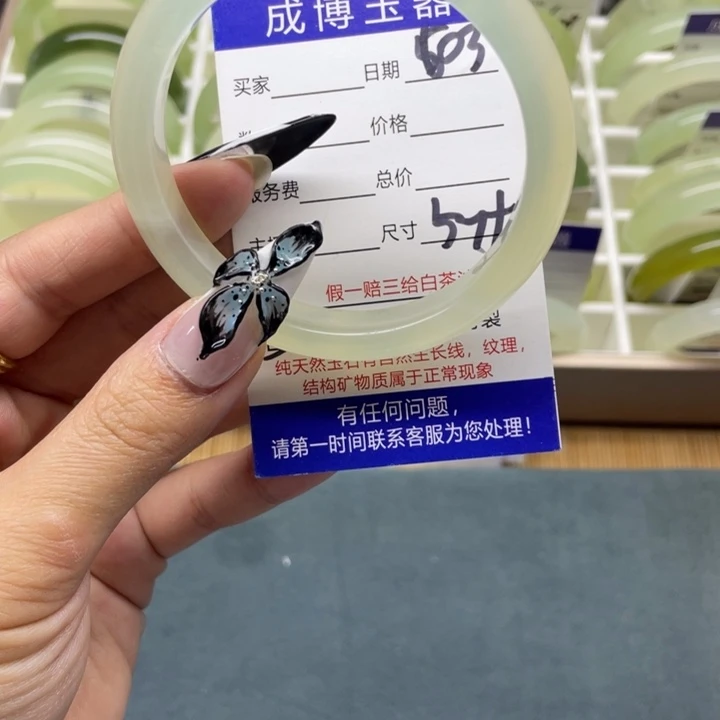 成博玉器
买家 日期 803
价格
服务费 总价
尺寸
假一赔三给白茶
纯天然玉石有自然生长线，纹理，
结构矿物质属于正常现象
有任何问题，
请第一时间联系客服为您处理！